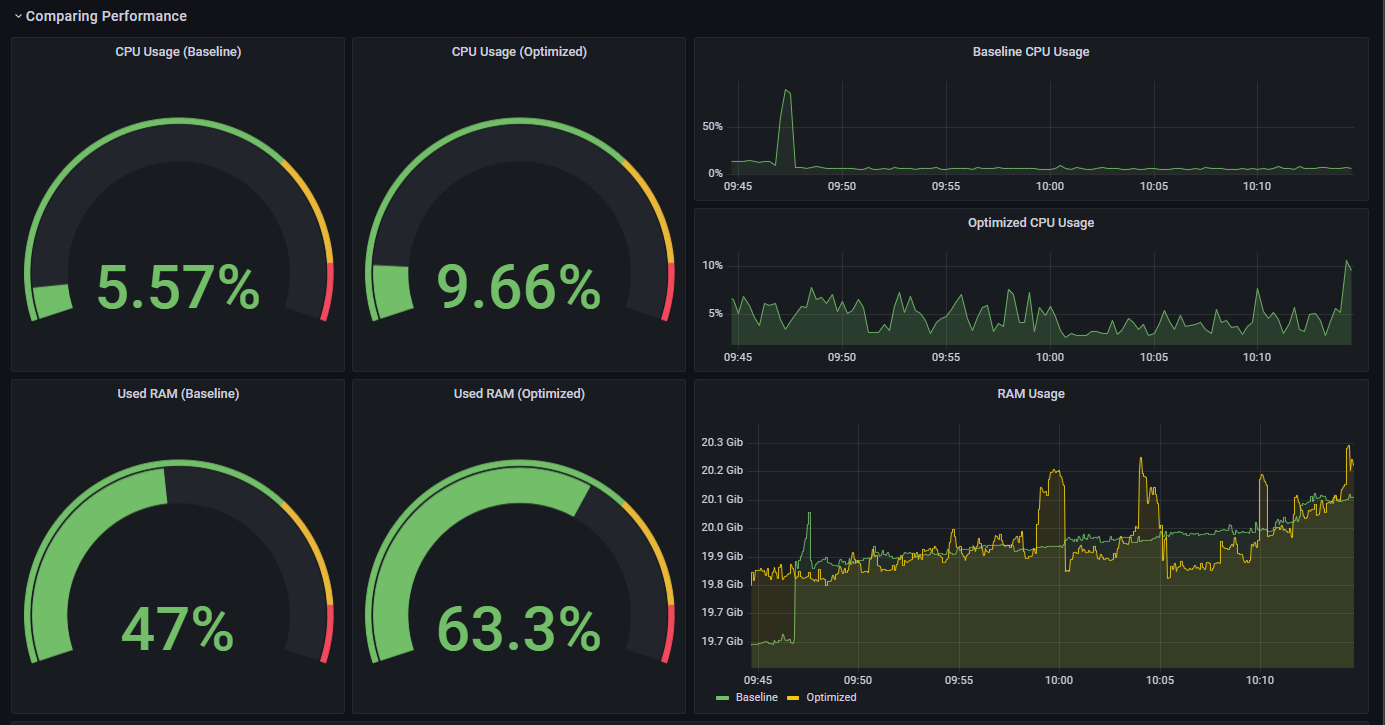 Comparing Performance
CPU Usage (Baseline)
5.57%
CPU Usage (Optimized)
9.66%
Baseline CPU Usage
50%
0%
09:45 09:50 09:55 10:00 10:05 10:10
Optimized CPU Usage
10%
5%
09:45 09:50 09:55 10:00 10:05 10:10
Used RAM (Baseline)
47%
Used RAM (Optimized)
63.3%
RAM Usage
20.3 Gib
20.2 Gib
20.1 Gib
20.0 Gib
19.9 Gib
19.8 Gib
19.7 Gib
19.7 Gib
09:45 09:50 09:55 10:00 10:05 10:10
Baseline Optimized